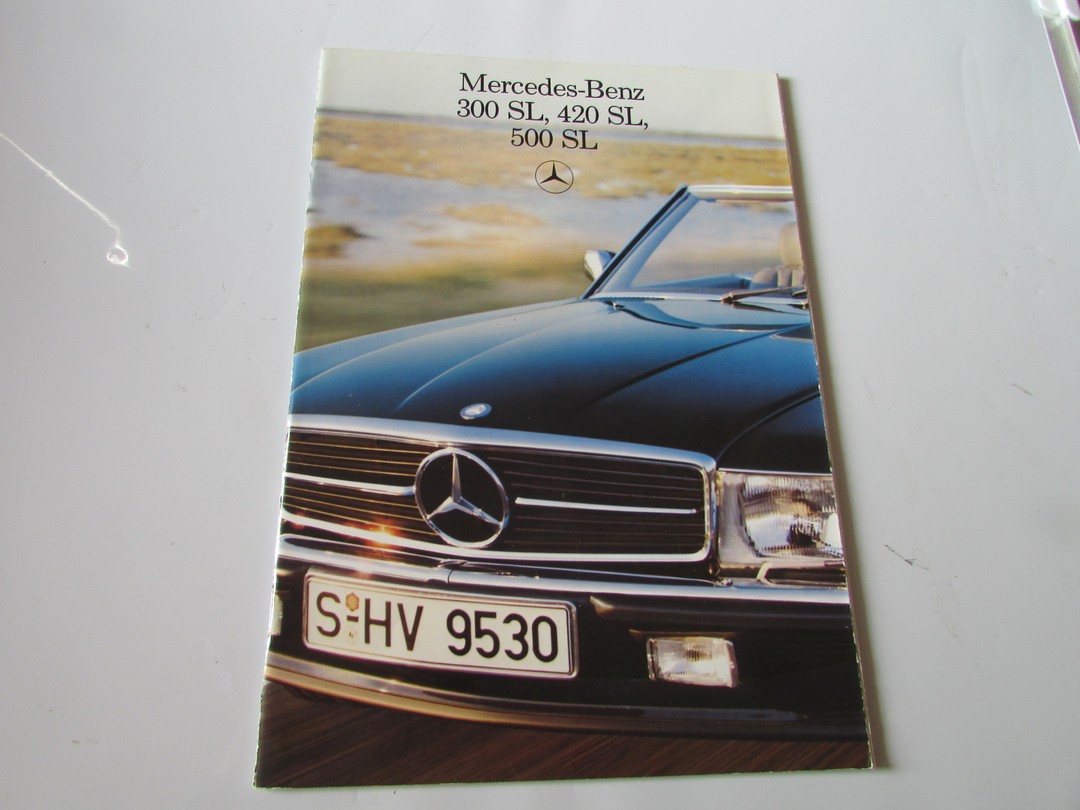 Mercedes-Benz
300 SL, 420 SL,
500 SL
S-HV 9530